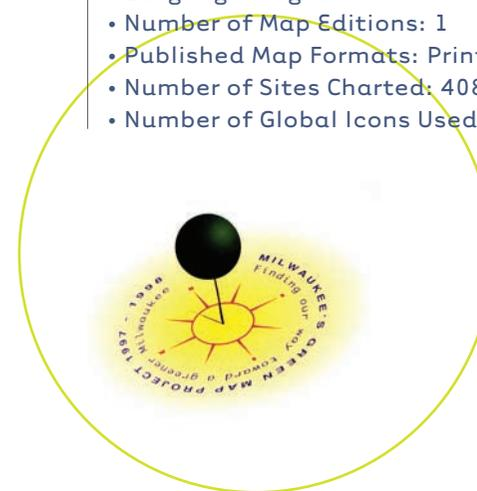 • Number of Map Editions: 1
• Published Map Formats: Prin
• Number of Sites Charted: 408
• Number of Global Icons Used
MILWAUKEE'S GREEN MAP PROJECT 1997 - 1998
Finding our way toward a greener Milwaukee